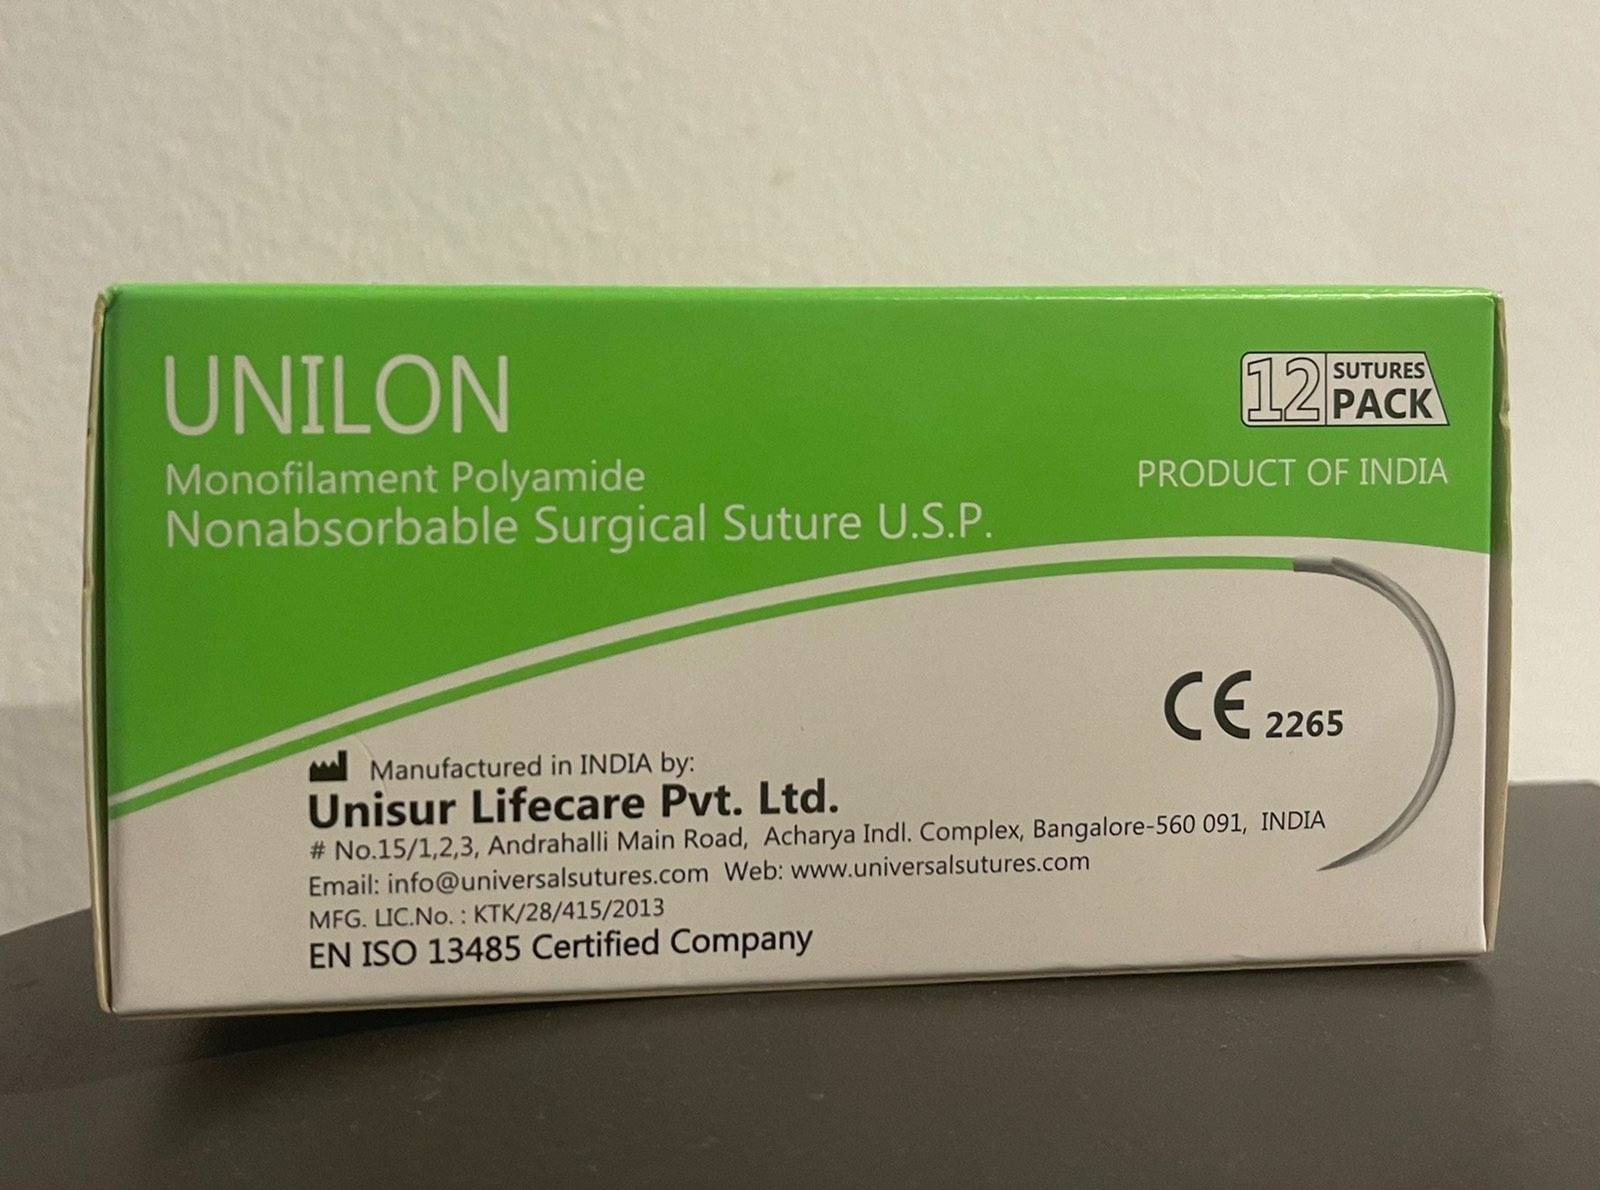 UNILON
Monofilament Polyamide
Nonabsorbable Surgical Suture U.S.P.
12 SUTURES PACK
PRODUCT OF INDIA
CE 2265
Manufactured in INDIA by:
Unisur Lifecare Pvt. Ltd.
# No.15/1,2,3, Andrahalli Main Road, Acharya Indl. Complex, Bangalore-560 091, INDIA
Email: info@universalsutures.com Web: www.universalsutures.com
MFG. LIC.No. : KTK/28/415/2013
EN ISO 13485 Certified Company